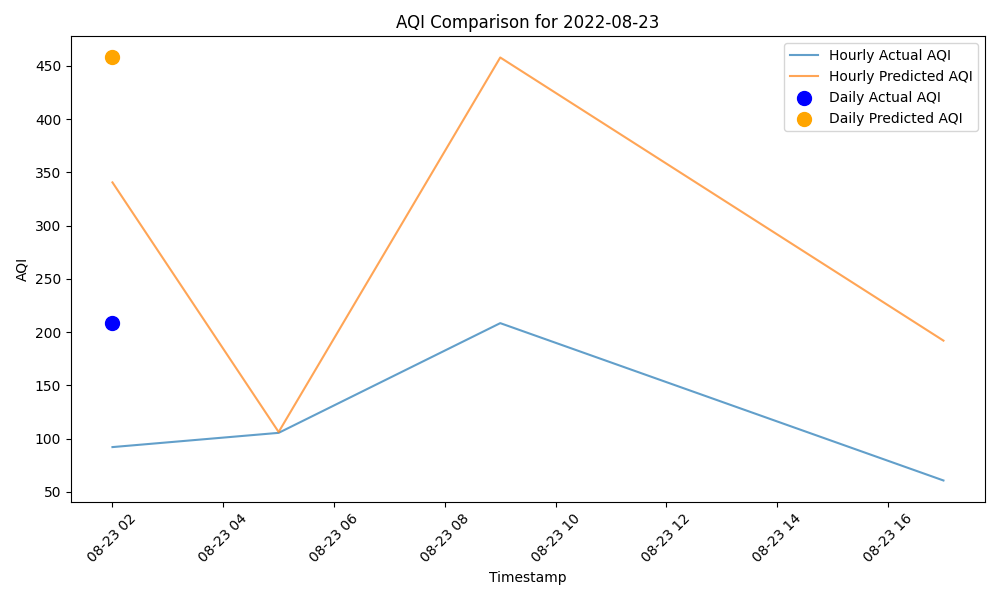 AQI Comparison for 2022-08-23
Hourly Actual AQI
Hourly Predicted AQI
Daily Actual AQI
Daily Predicted AQI
AQI
450
400
350
300
250
200
150
100
50
08-23 02
08-23 04
08-23 06
08-23 08
08-23 10
08-23 12
08-23 14
08-23 16
Timestamp